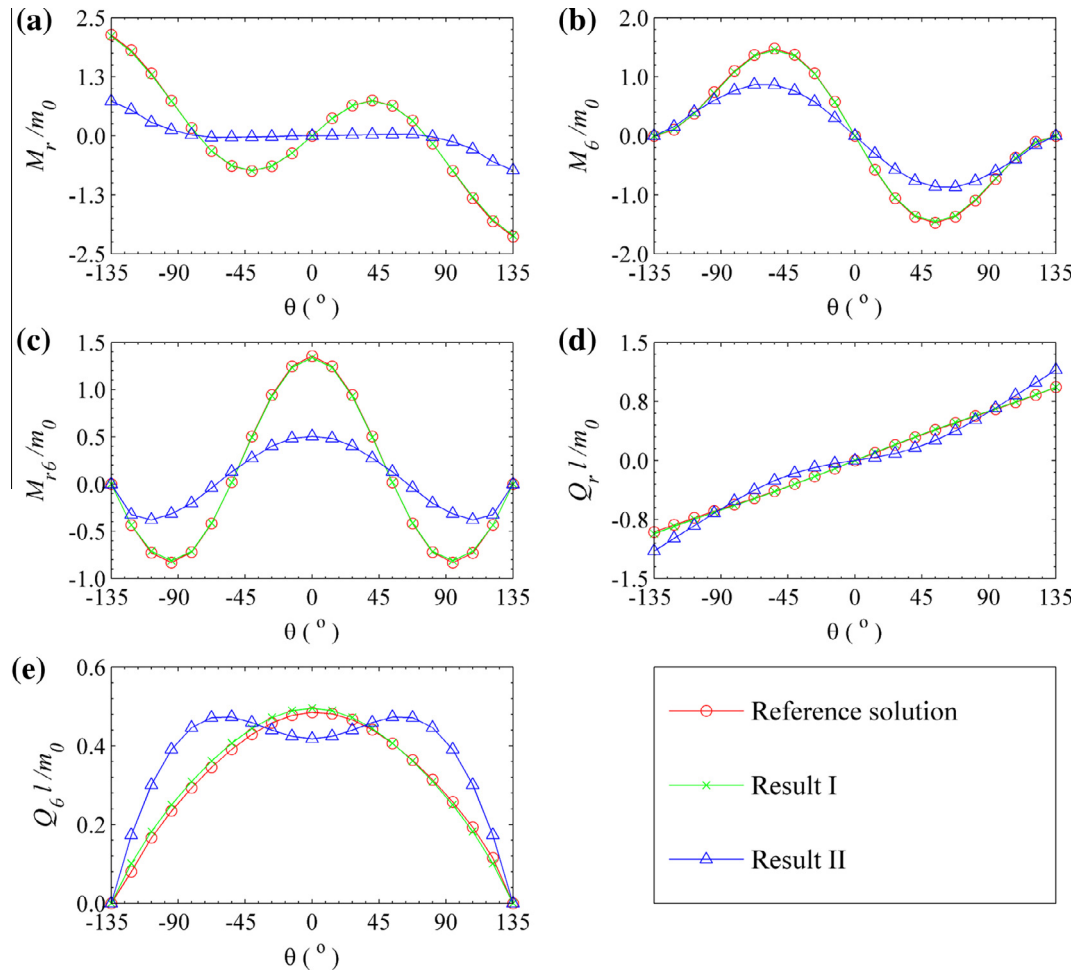 (a)
2.5
1.3
0.0
-1.3
-2.5
M_r /m_0
-135 -90 -45 0 45 90 135
θ ( o )
(b)
2.0
1.0
0.0
-1.0
-2.0
M_6 /m_0
-135 -90 -45 0 45 90 135
θ ( o )
(c)
1.5
1.0
0.5
0.0
-0.5
-1.0
M_r6 /m_0
-135 -90 -45 0 45 90 135
θ ( o )
(d)
1.5
0.8
0.0
-0.8
-1.5
Q_r l /m_0
-135 -90 -45 0 45 90 135
θ ( o )
(e)
0.6
0.4
0.2
0.0
Q_6 l /m_0
-135 -90 -45 0 45 90 135
θ ( o )
Reference solution
Result I
Result II